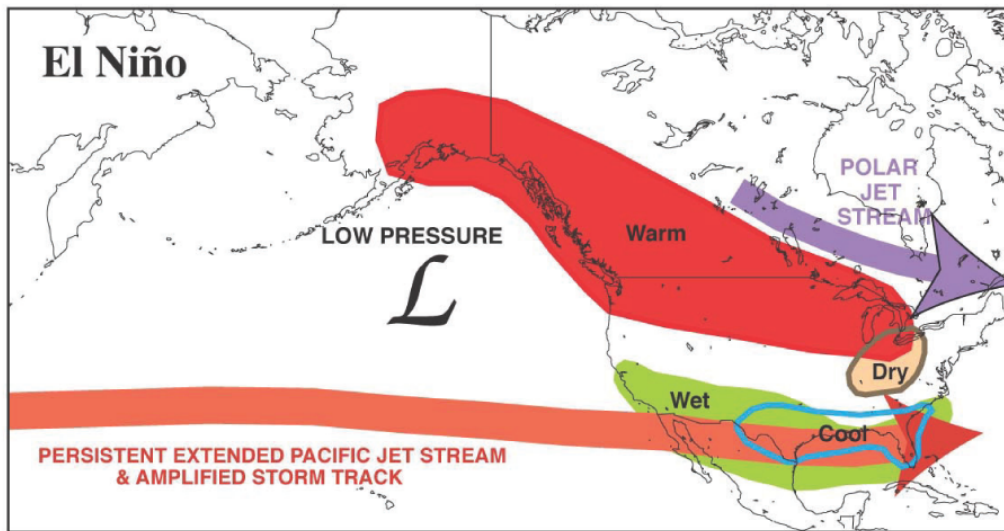 El Niño
POLAR
JET
STREAM
LOW PRESSURE
L
Warm
Dry
Wet
Cool
PERSISTENT EXTENDED PACIFIC JET STREAM
& AMPLIFIED STORM TRACK